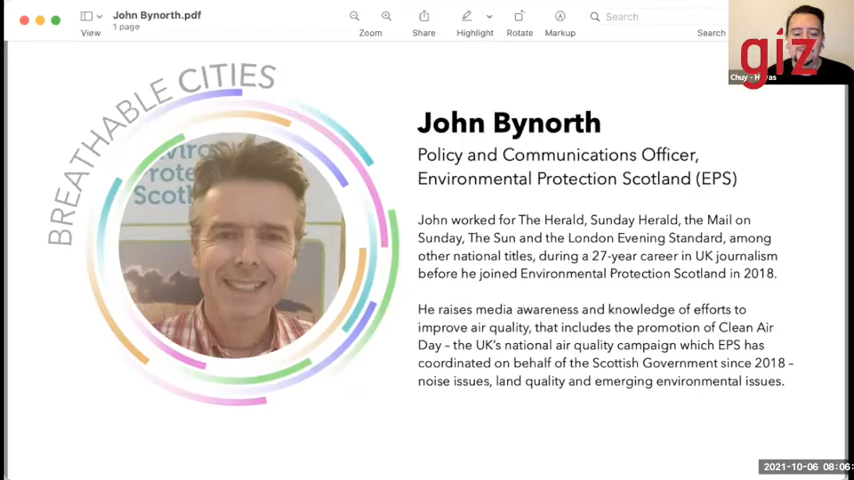 John Bynorth.pdf
1 page
View
Zoom
Share
Highlight
Rotate
Markup
Search
Search
giz
BREATHABLE CITIES
Scotl
John Bynorth
Policy and Communications Officer,
Environmental Protection Scotland (EPS)
John worked for The Herald, Sunday Herald, the Mail on
Sunday, The Sun and the London Evening Standard, among
other national titles, during a 27-year career in UK journalism
before he joined Environmental Protection Scotland in 2018.
He raises media awareness and knowledge of efforts to
improve air quality, that includes the promotion of Clean Air
Day – the UK's national air quality campaign which EPS has
coordinated on behalf of the Scottish Government since 2018 –
noise issues, land quality and emerging environmental issues.
2021-10-06 08:06: